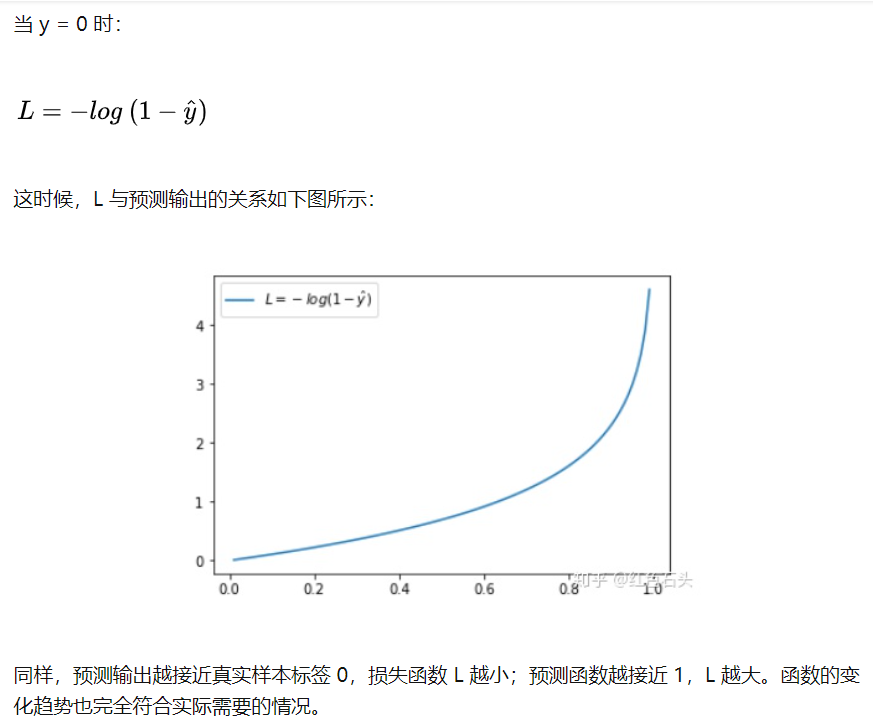 当 y = 0 时：
L = −log (1 − ŷ)
这时候，L 与预测输出的关系如下图所示：
L = − log(1 − ŷ)
4
3
2
1
0
0.0 0.2 0.4 0.6 0.8 1.0
知乎 @红色石头
同样，预测输出越接近真实样本标签 0，损失函数 L 越小；预测函数越接近 1，L 越大。函数的变
化趋势也完全符合实际需要的情况。